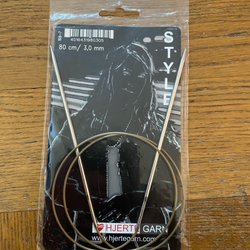 80 cm / 3,0 mm
STYLE
HJERTE GARN
www.hjertegarn.com